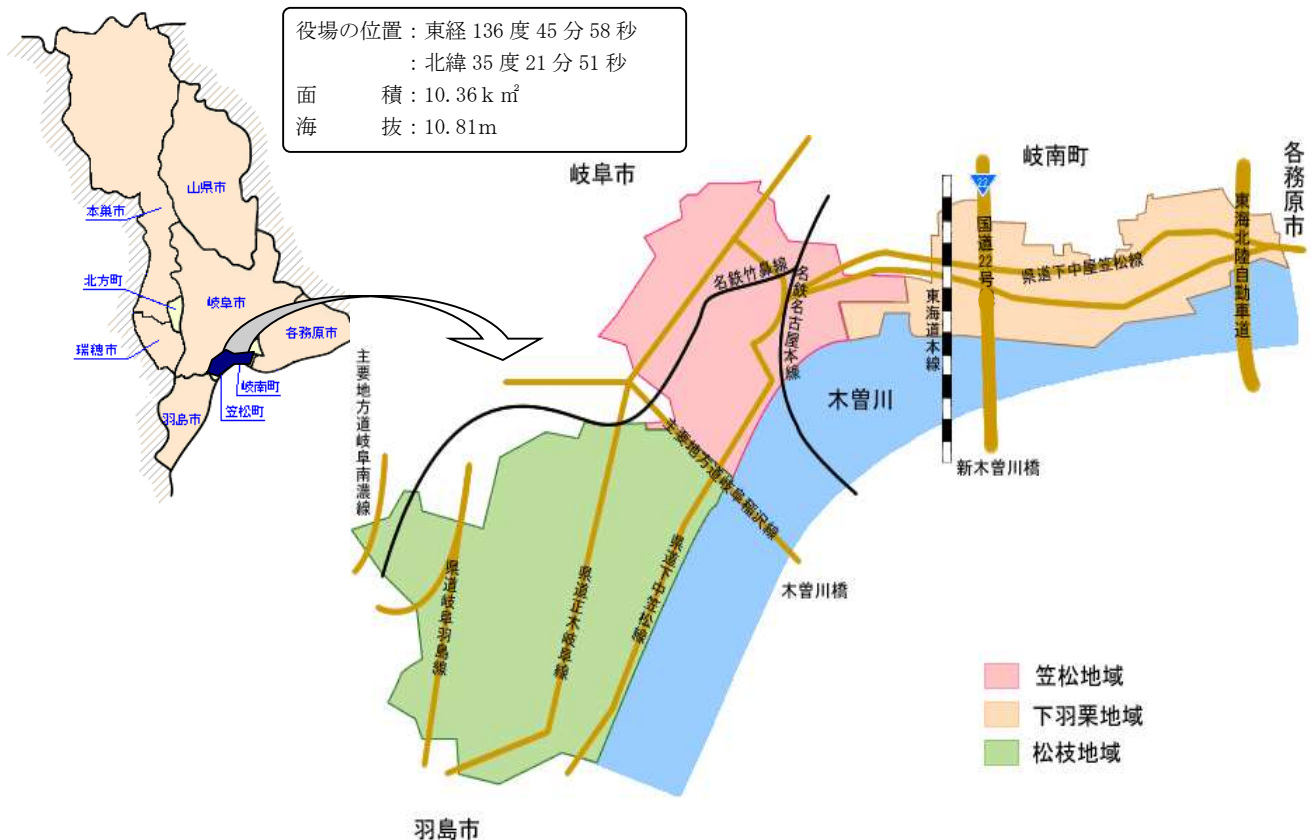 役場の位置：東経 136 度 45 分 58 秒
：北緯 35 度 21 分 51 秒
面　　積：10.36ｋ㎡
海　　抜：10.81m
山県市
本巣市
北方町
岐阜市
各務原市
瑞穂市
岐南町
笠松町
羽島市
岐阜市
岐南町
各務原市
22
国道22号
東海北陸自動車道
県道下中屋笠松線
名鉄竹鼻線
名鉄名古屋本線
東海道本線
木曽川
新木曽川橋
主要地方道岐阜南濃線
主要地方道岐阜稲沢線
木曽川橋
県道岐阜羽島線
県道正木岐阜線
県道下中笠松線
笠松地域
下羽栗地域
松枝地域
羽島市